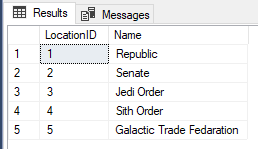 Results Messages
LocationID Name
1 1 Republic
2 2 Senate
3 3 Jedi Order
4 4 Sith Order
5 5 Galactic Trade Fedaration